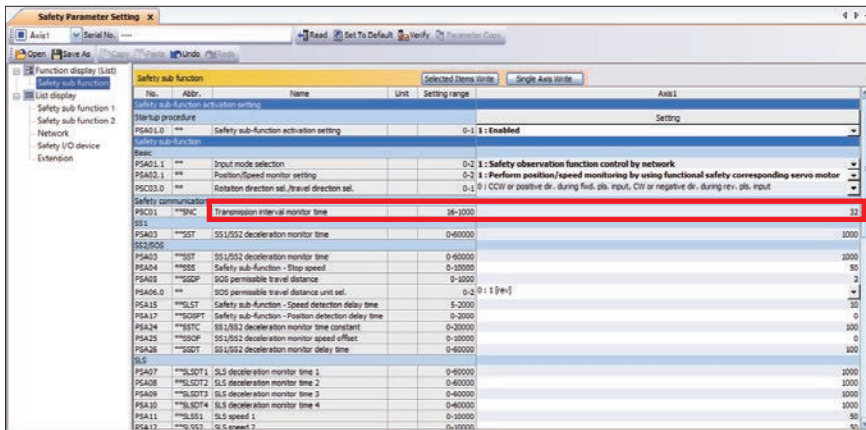 Safety Parameter Setting ×
Axis1 Serial No. ---- Read Set To Default Verify Parameter Copy
Open Save As Copy Paste Undo Redo
Function display (List)
Safety sub function
List display
Safety sub function 1
Safety sub function 2
Network
Safety I/O device
Extension
Safety sub function Selected Items Write Single Axis Write
No. Abbr. Name Unit Setting range Axis1
Safety sub-function activation setting
Startup procedure Setting
PSA01.0 ** Safety sub-function activation setting 0-1 1 : Enabled
Safety sub-function
Basic
PSA01.1 ** Input mode selection 0-2 1 : Safety observation function control by network
PSA02.1 ** Position/Speed monitor setting 0-2 1 : Perform position/speed monitoring by using functional safety corresponding servo motor
PSC03.0 ** Rotation direction sel./travel direction sel. 0-1 0 : CCW or positive dir. during fwd. pls. input, CW or negative dir. during rev. pls. input
Safety communication
PSC01 **SNC Transmission interval monitor time 16-1000 32
SS1
PSA03 **SST SS1/SS2 deceleration monitor time 0-60000 1000
SS2/SOS
PSA03 **SST SS1/SS2 deceleration monitor time 0-60000 1000
PSA04 **SSS Safety sub-function - Stop speed 0-10000 50
PSA05 **SSDP SOS permissible travel distance 0-1000 3
PSA06.0 ** SOS permissible travel distance unit sel. 0-2 0 : 1 [rev]
PSA15 **SLST Safety sub-function - Speed detection delay time 5-2000 10
PSA17 **SOSPT Safety sub-function - Position detection delay time 0-2000 0
PSA24 **SSTC SS1/SS2 deceleration monitor time constant 0-20000 100
PSA25 **SSOF SS1/SS2 deceleration monitor speed offset 0-10000 0
PSA26 **SSDT SS1/SS2 deceleration monitor delay time 0-60000 100
SLS
PSA07 **SLSDT1 SLS deceleration monitor time 1 0-60000 1000
PSA08 **SLSDT2 SLS deceleration monitor time 2 0-60000 1000
PSA09 **SLSDT3 SLS deceleration monitor time 3 0-60000 1000
PSA10 **SLSDT4 SLS deceleration monitor time 4 0-60000 1000
PSA11 **SLSS1 SLS speed 1 0-10000 50
PSA12 **SLSS2 SLS speed 2 0-10000 50